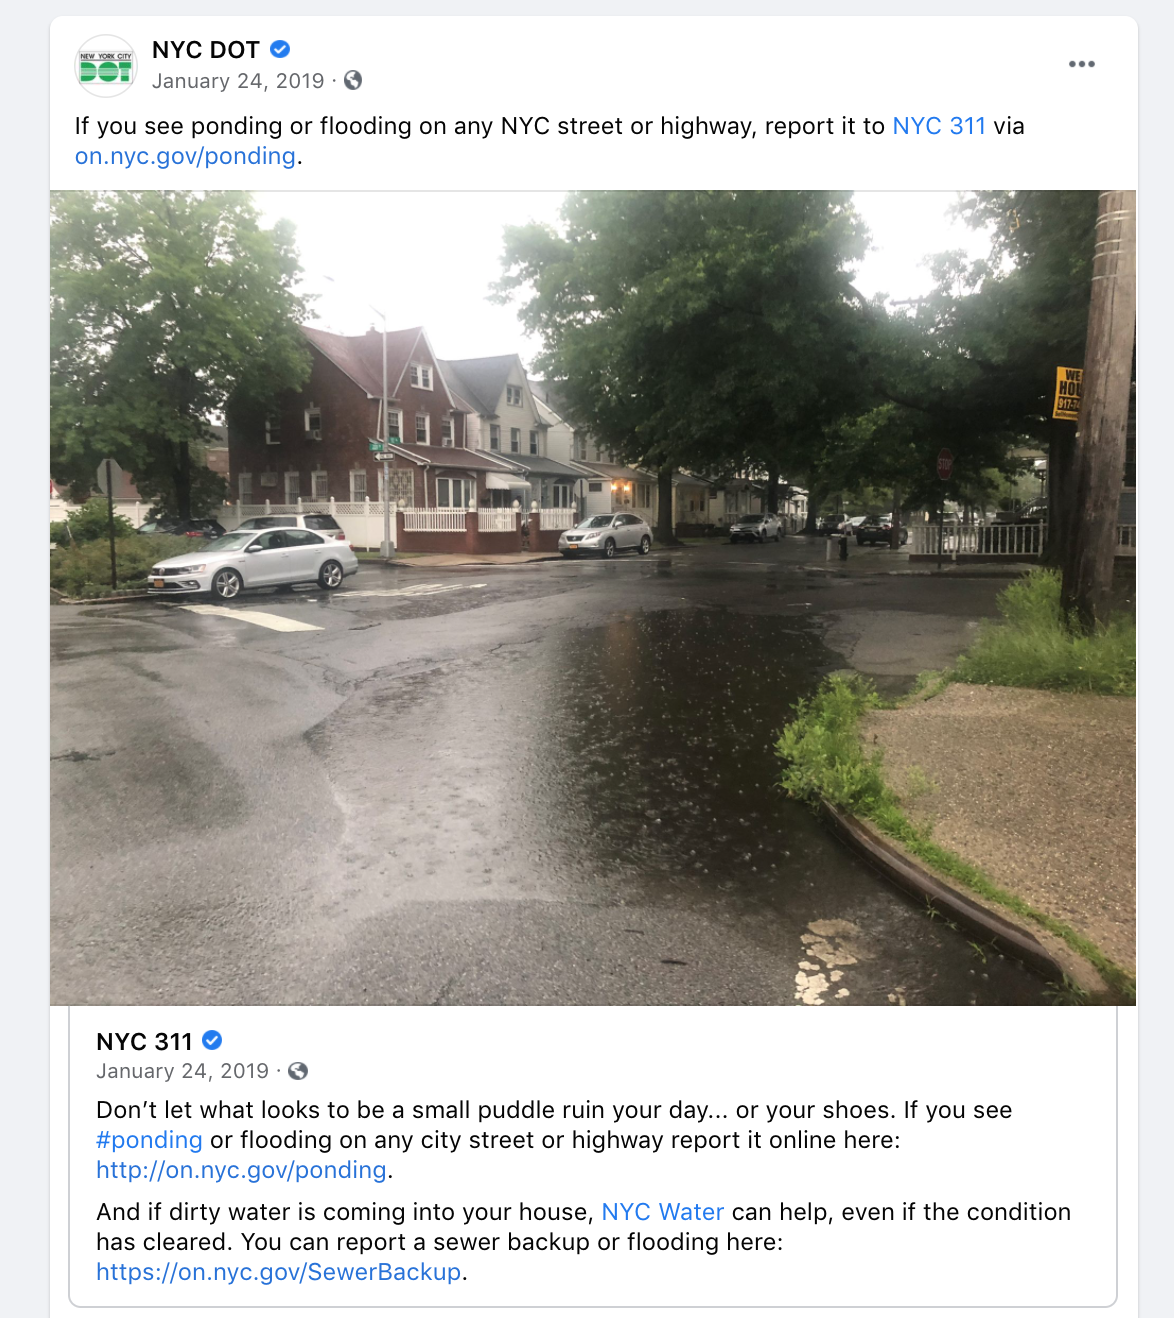 NEW YORK CITY
DOT
NYC DOT
January 24, 2019 ·
If you see ponding or flooding on any NYC street or highway, report it to NYC 311 via
on.nyc.gov/ponding.
WE
STOP
917-
NYC 311
January 24, 2019 ·
Don’t let what looks to be a small puddle ruin your day... or your shoes. If you see
#ponding or flooding on any city street or highway report it online here:
http://on.nyc.gov/ponding.
And if dirty water is coming into your house, NYC Water can help, even if the condition
has cleared. You can report a sewer backup or flooding here:
https://on.nyc.gov/SewerBackup.